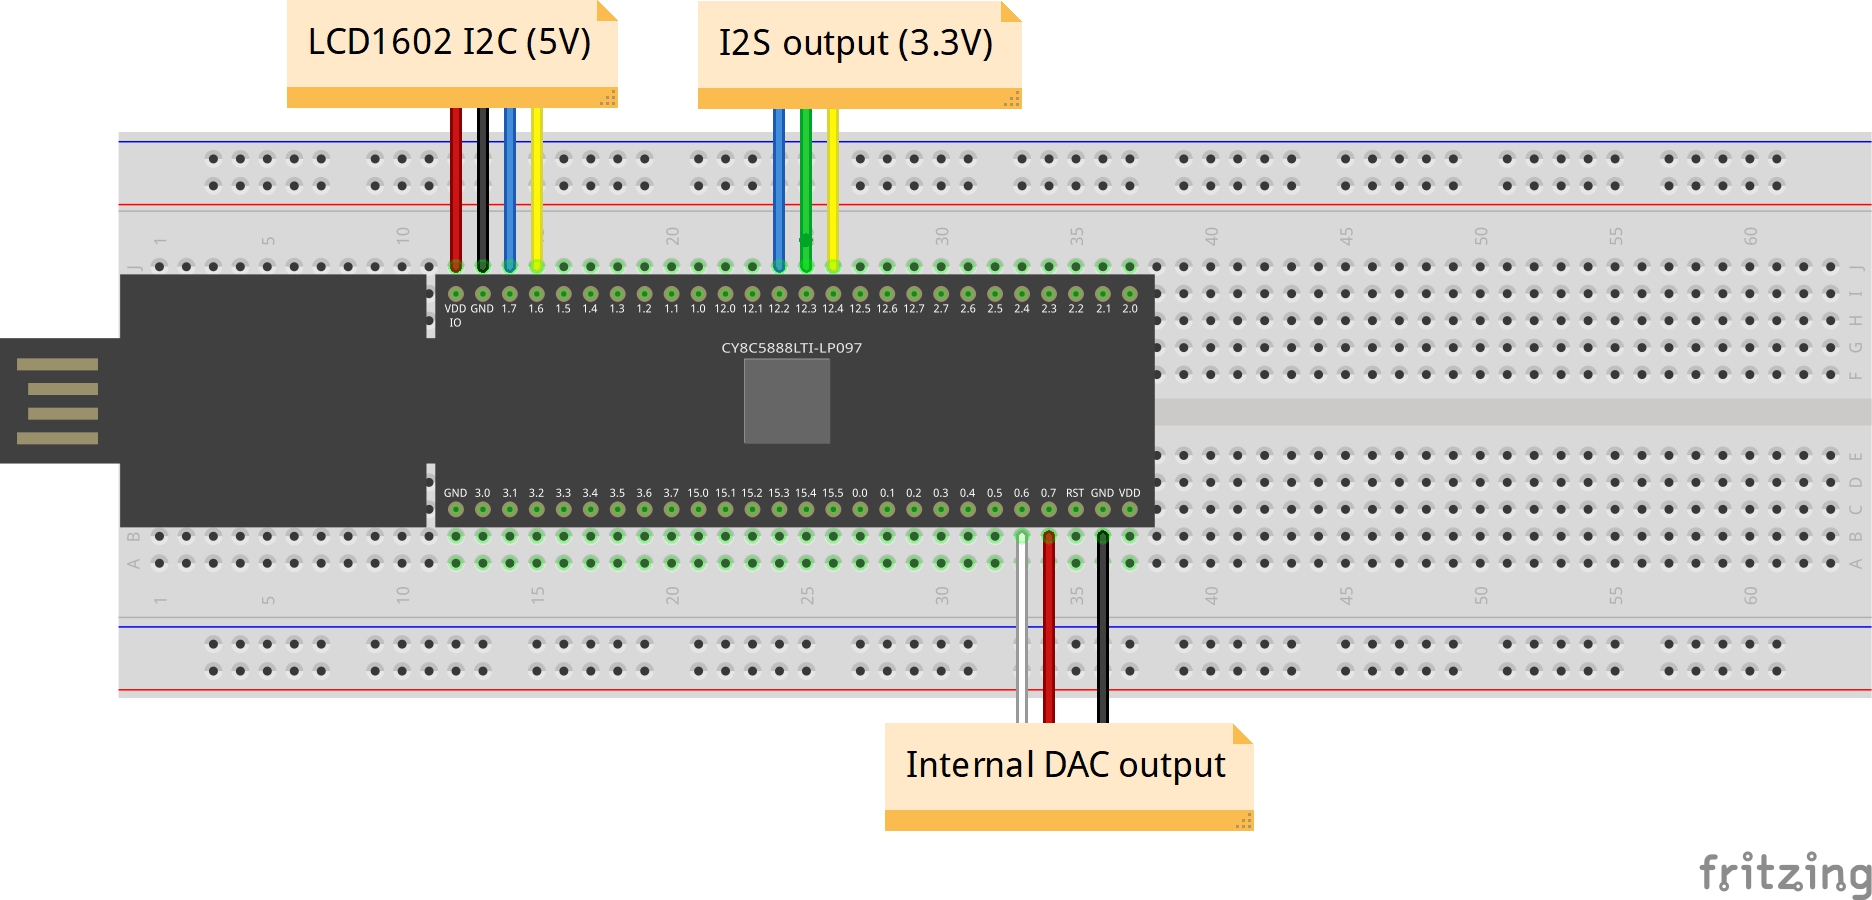 LCD1602 I2C (5V)
I2S output (3.3V)
1 5 10 20 30 35 40 45 50 55 60
J J
I
H
G
F
VDD GND 1.7 1.6 1.5 1.4 1.3 1.2 1.1 1.0 12.0 12.1 12.2 12.3 12.4 12.5 12.6 12.7 2.7 2.6 2.5 2.4 2.3 2.2 2.1 2.0
IO
CY8C5888LTI-LP097
GND 3.0 3.1 3.2 3.3 3.4 3.5 3.6 3.7 15.0 15.1 15.2 15.3 15.4 15.5 0.0 0.1 0.2 0.3 0.4 0.5 0.6 0.7 RST GND VDD
E
D
C
B B
A A
1 5 10 15 20 25 30 35 40 45 50 55 60
Internal DAC output
fritzing